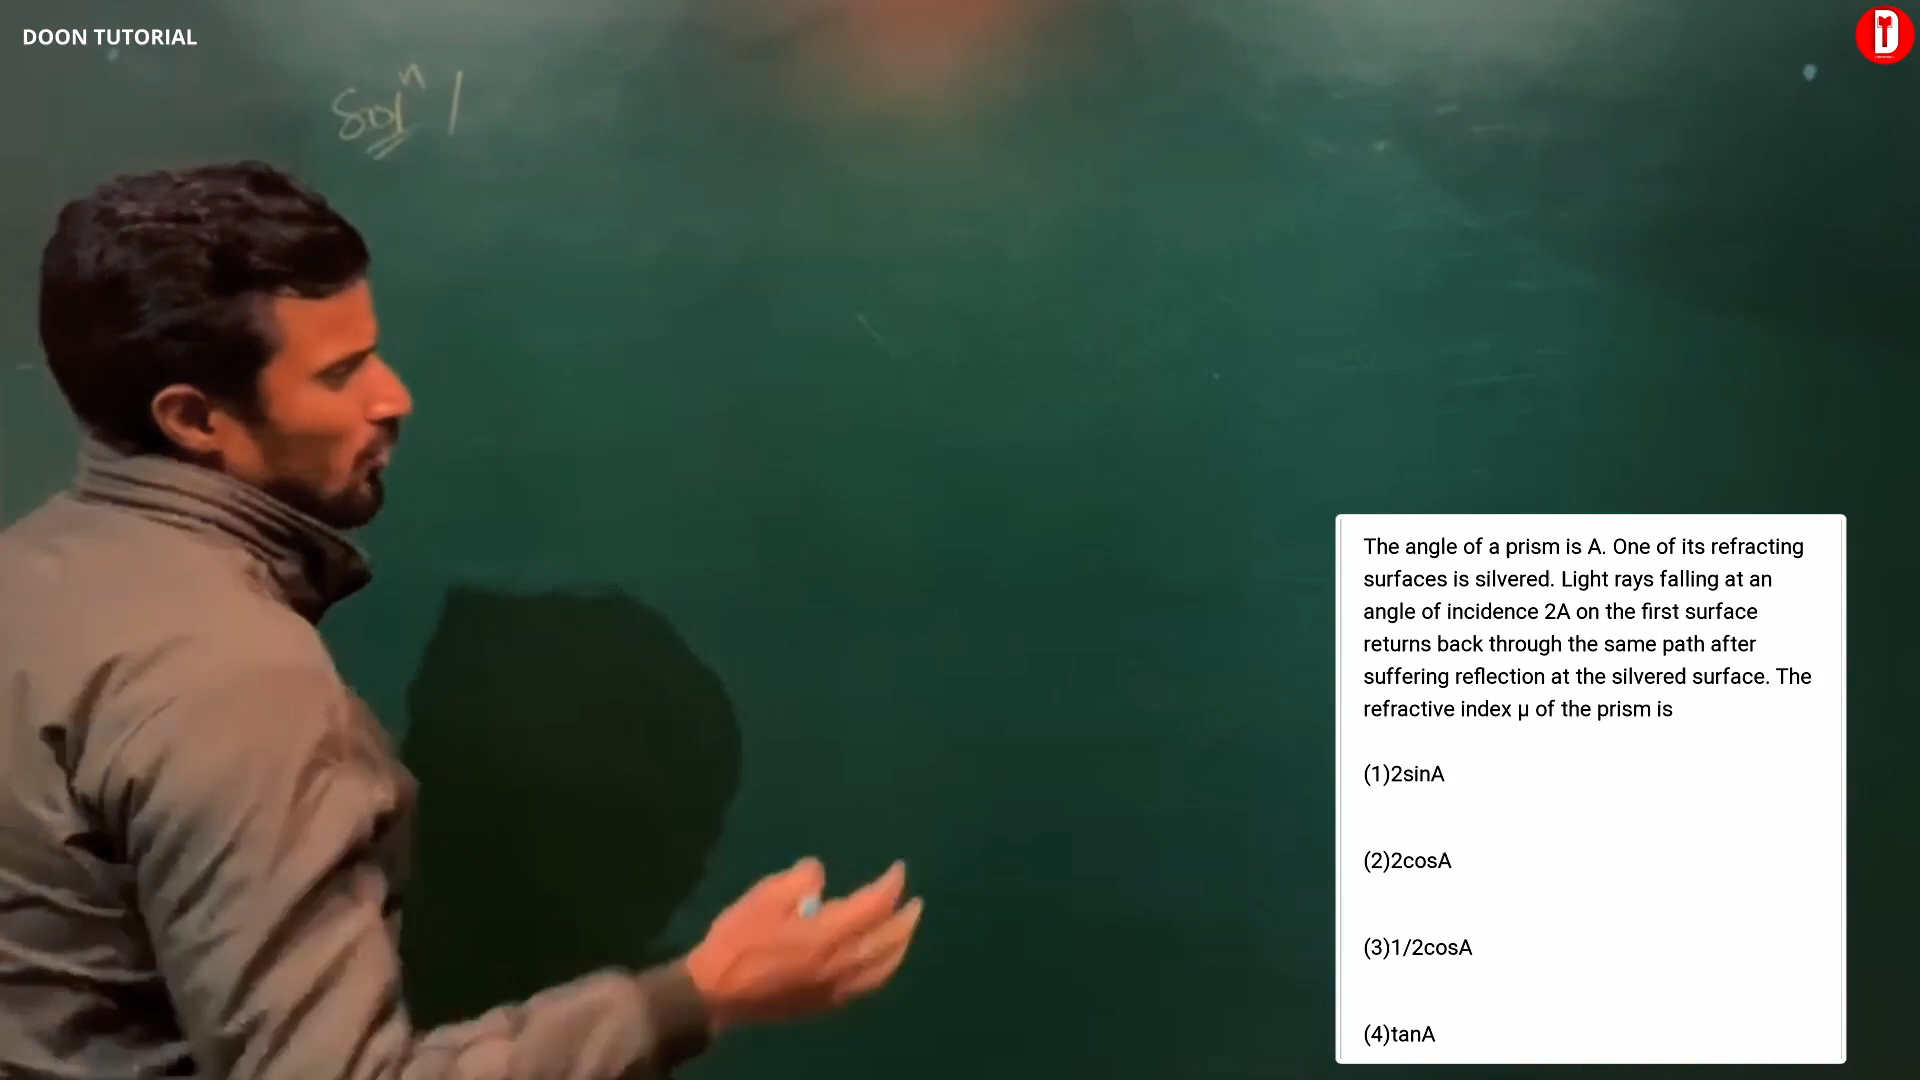 DOON TUTORIAL
Solⁿ /
The angle of a prism is A. One of its refracting
surfaces is silvered. Light rays falling at an
angle of incidence 2A on the first surface
returns back through the same path after
suffering reflection at the silvered surface. The
refractive index μ of the prism is
(1)2sinA
(2)2cosA
(3)1/2cosA
(4)tanA